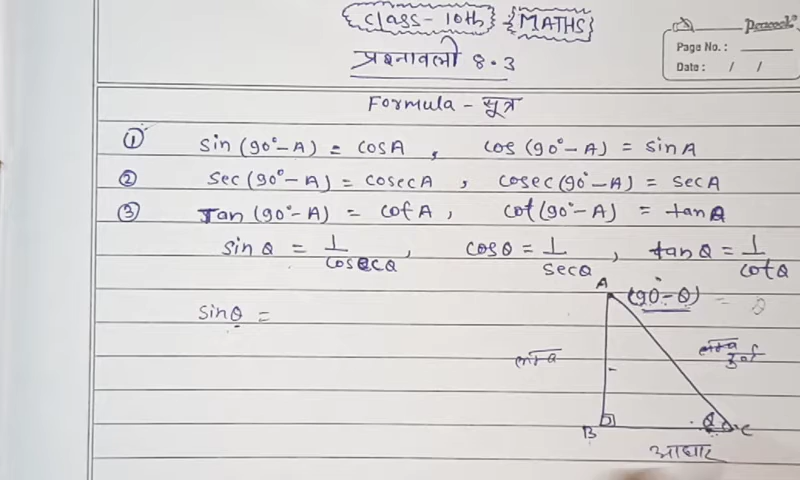 Class-10th MATHS
प्रश्नावली 8.3
Peacock
Page No.:
Date: / /
Formula - सूत्र
① sin(90°-A) = cosA, cos(90°-A) = sinA
② sec(90°-A) = cosecA, cosec(90°-A) = secA
③ Tan(90°-A) = cotA, cot(90°-A) = tanθ
sinθ = 1/cosecθ, cosθ = 1/secθ, tanθ = 1/cotθ
A (90°-θ) = θ
sinθ =
लम्ब
कर्ण
B θ C
आधार